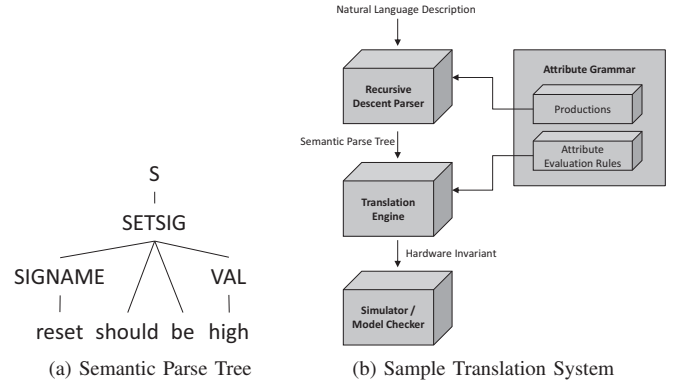 S
SETSIG
SIGNAME VAL
reset should be high
(a) Semantic Parse Tree
Natural Language Description
Recursive
Descent Parser
Attribute Grammar
Productions
Attribute
Evaluation Rules
Semantic Parse Tree
Translation
Engine
Hardware Invariant
Simulator /
Model Checker
(b) Sample Translation System